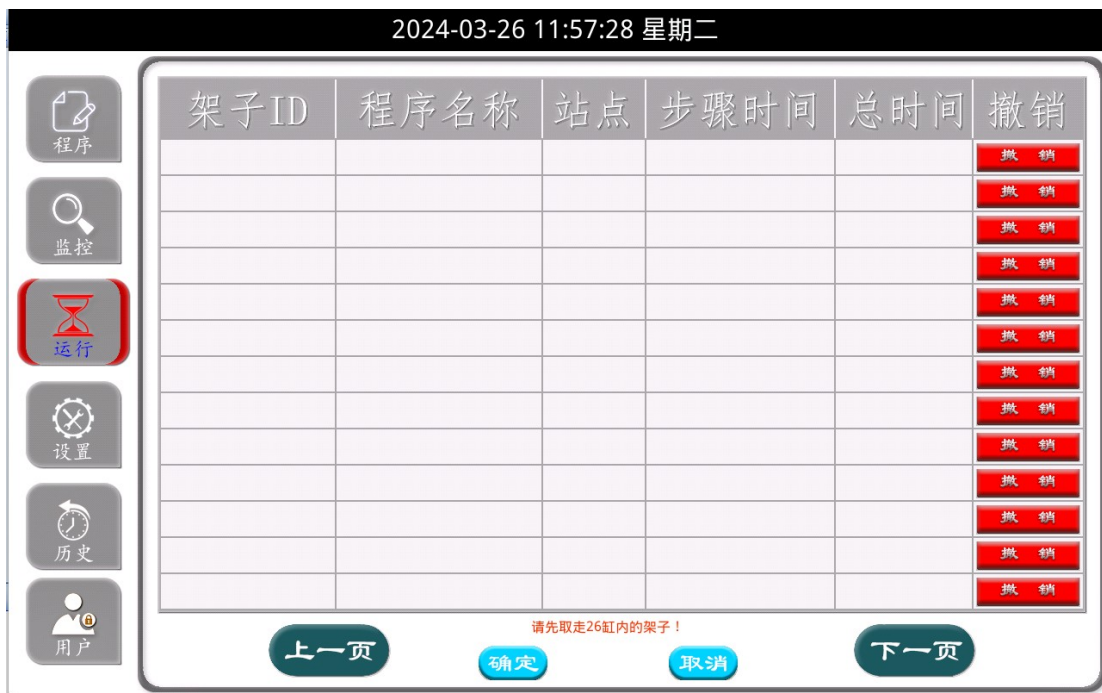 2024-03-26 11:57:28 星期二
程序
监控
运行
设置
历史
用户
架子ID 程序名称 站点 步骤时间 总时间 撤销
撤 销
撤 销
撤 销
撤 销
撤 销
撤 销
撤 销
撤 销
撤 销
撤 销
撤 销
撤 销
撤 销
请先取走26缸内的架子！
上一页 确定 取消 下一页